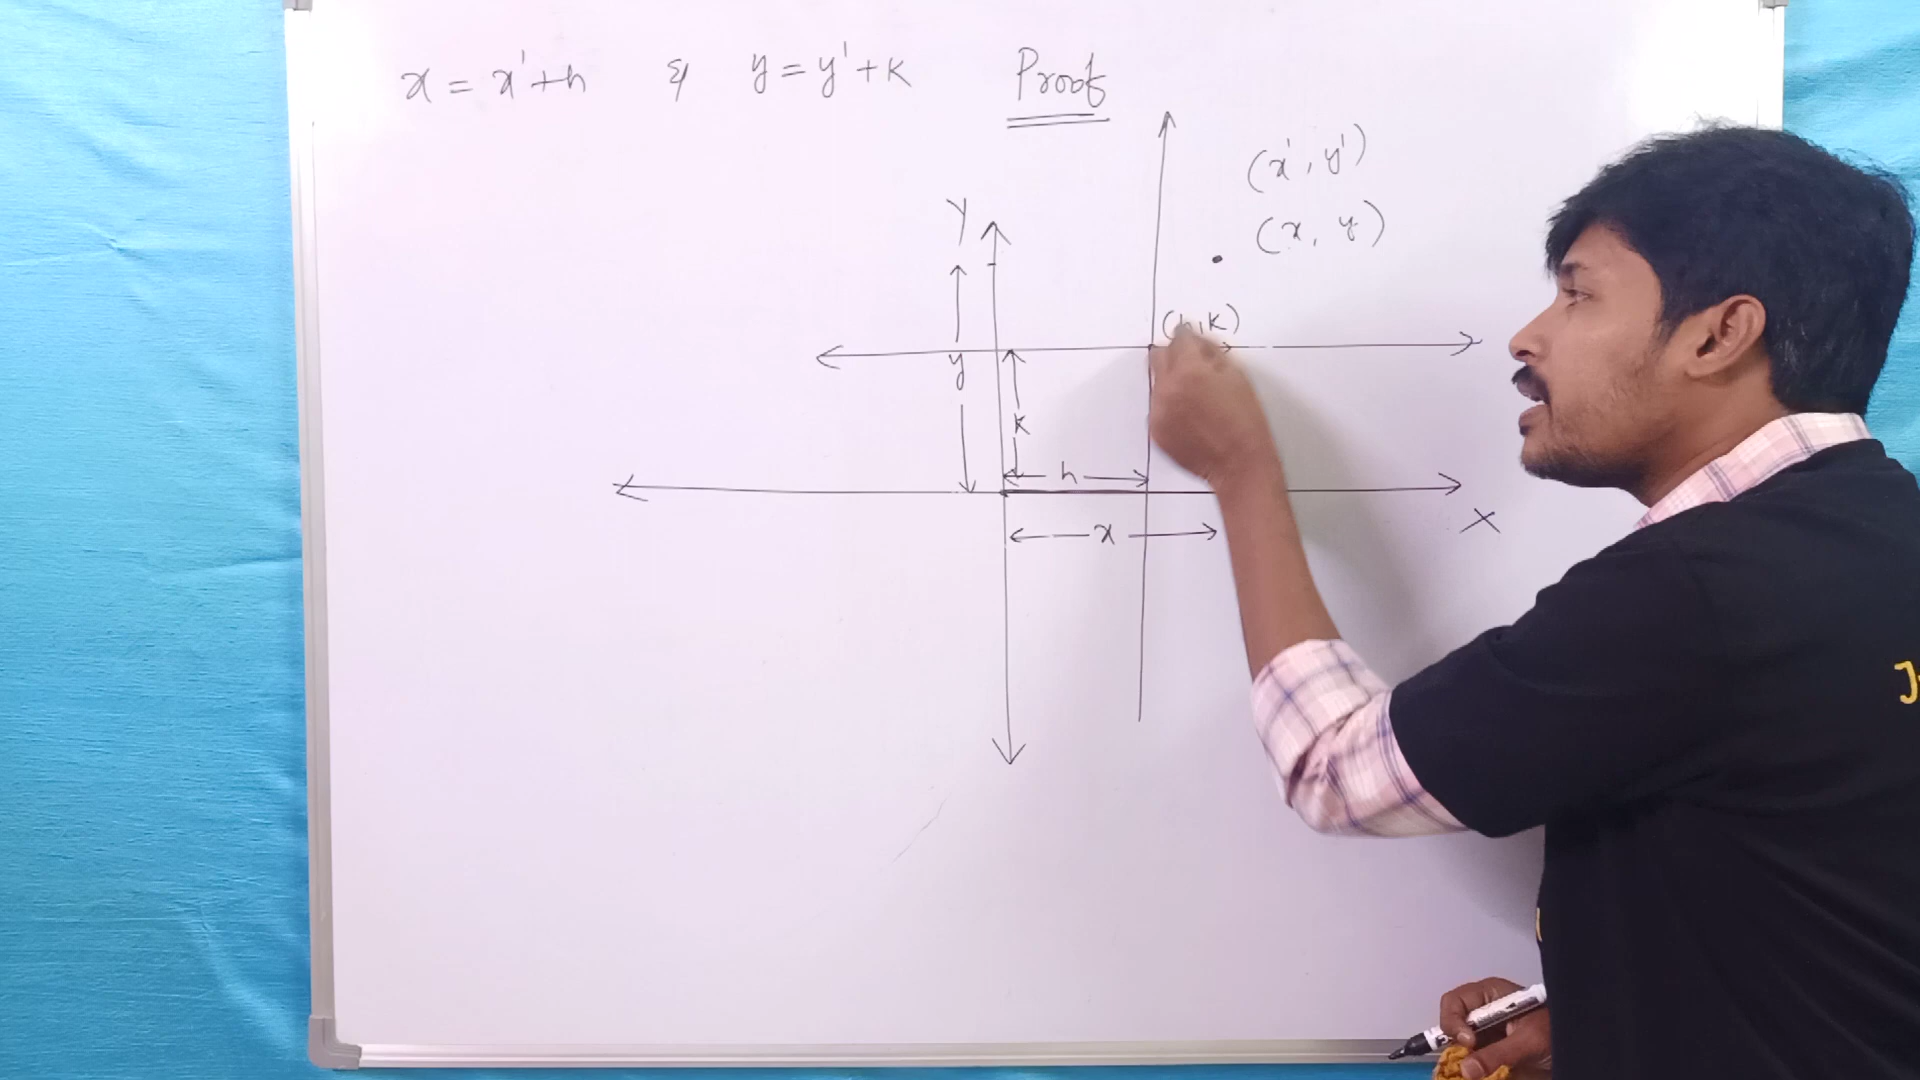 x = x' + h & y = y' + k Proof
(x', y')
Y
(x, y)
(h, k)
y
k
h
X
x